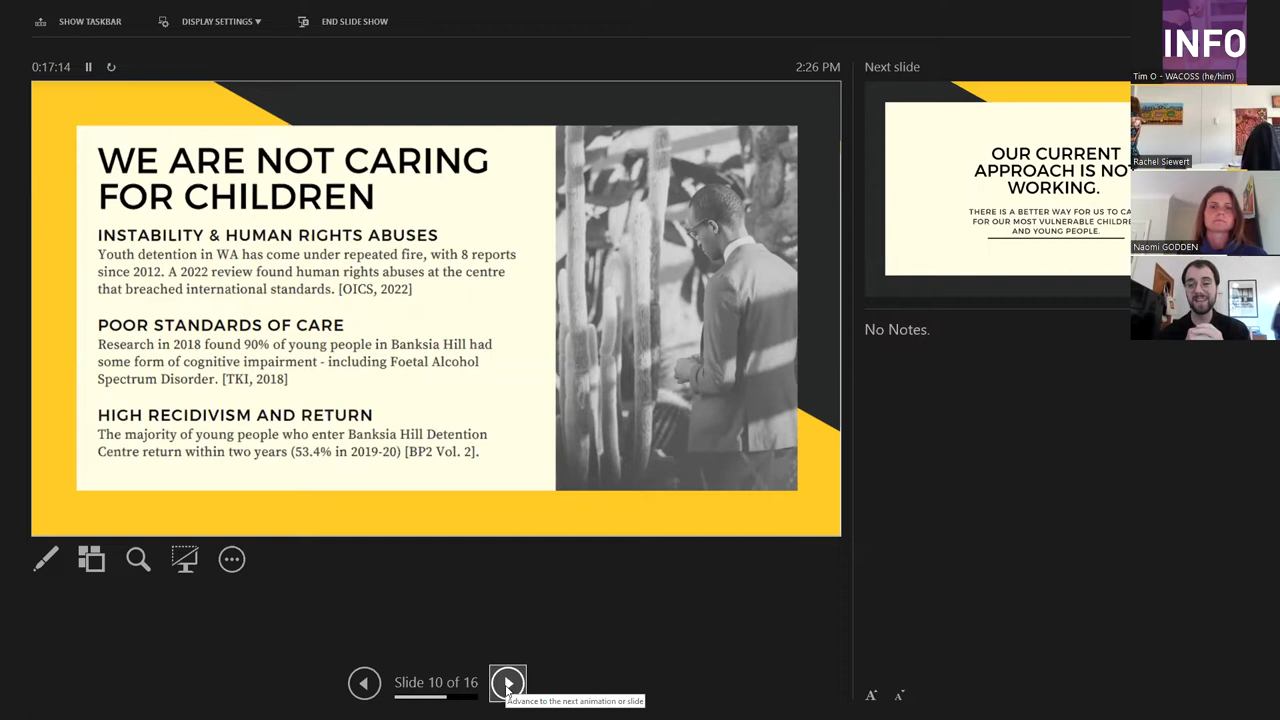 SHOW TASKBAR
DISPLAY SETTINGS ▼
END SLIDE SHOW
0:17:14
2:26 PM
WE ARE NOT CARING
FOR CHILDREN
INSTABILITY & HUMAN RIGHTS ABUSES
Youth detention in WA has come under repeated fire, with 8 reports
since 2012. A 2022 review found human rights abuses at the centre
that breached international standards. [OICS, 2022]
POOR STANDARDS OF CARE
Research in 2018 found 90% of young people in Banksia Hill had
some form of cognitive impairment - including Foetal Alcohol
Spectrum Disorder. [TKI, 2018]
HIGH RECIDIVISM AND RETURN
The majority of young people who enter Banksia Hill Detention
Centre return within two years (53.4% in 2019-20) [BP2 Vol. 2].
Slide 10 of 16
Advance to the next animation or slide
Next slide
OUR CURRENT
APPROACH IS NOT
WORKING.
THERE IS A BETTER WAY FOR US TO CA
FOR OUR MOST VULNERABLE CHILDRE
AND YOUNG PEOPLE.
No Notes.
A
A
INFO
Tim O - WACOSS (he/him)
Rachel Siewert
Naomi GODDEN